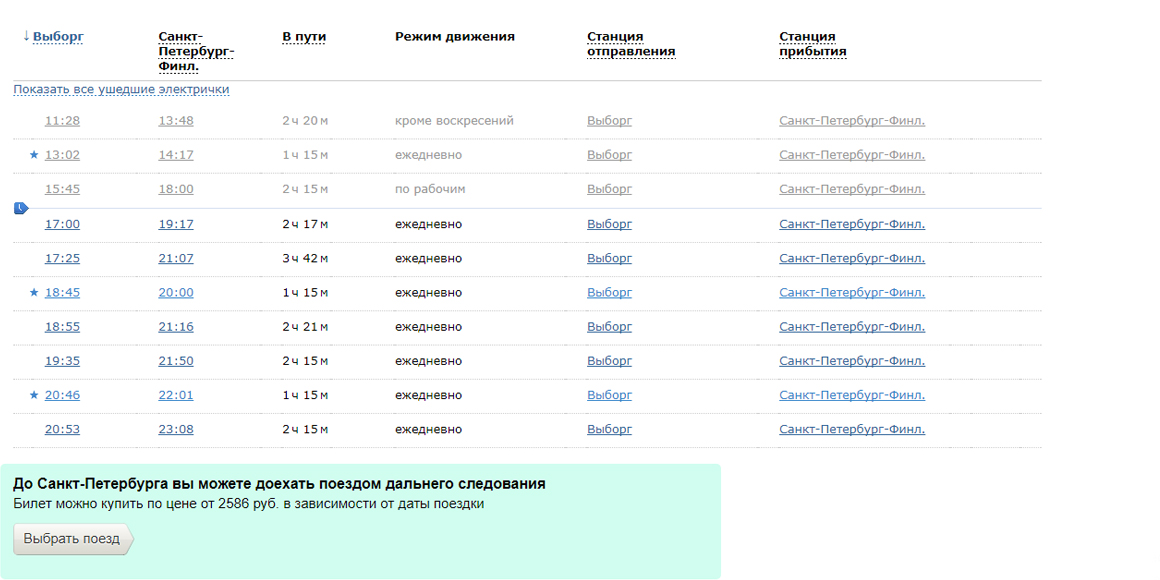 ↓ Выборг Санкт-Петербург-Финл. В пути Режим движения Станция отправления Станция прибытия
Показать все ушедшие электрички
11:28 13:48 2 ч 20 м кроме воскресений Выборг Санкт-Петербург-Финл.
★ 13:02 14:17 1 ч 15 м ежедневно Выборг Санкт-Петербург-Финл.
15:45 18:00 2 ч 15 м по рабочим Выборг Санкт-Петербург-Финл.
17:00 19:17 2 ч 17 м ежедневно Выборг Санкт-Петербург-Финл.
17:25 21:07 3 ч 42 м ежедневно Выборг Санкт-Петербург-Финл.
★ 18:45 20:00 1 ч 15 м ежедневно Выборг Санкт-Петербург-Финл.
18:55 21:16 2 ч 21 м ежедневно Выборг Санкт-Петербург-Финл.
19:35 21:50 2 ч 15 м ежедневно Выборг Санкт-Петербург-Финл.
★ 20:46 22:01 1 ч 15 м ежедневно Выборг Санкт-Петербург-Финл.
20:53 23:08 2 ч 15 м ежедневно Выборг Санкт-Петербург-Финл.
До Санкт-Петербурга вы можете доехать поездом дальнего следования
Билет можно купить по цене от 2586 руб. в зависимости от даты поездки
Выбрать поезд